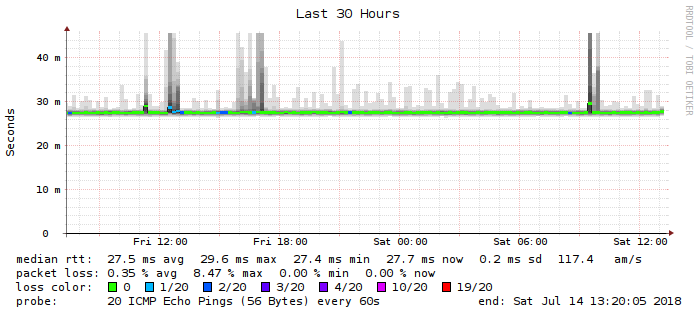 Last 30 Hours
RRDTOOL / TOBI OETIKER
Seconds
40 m
30 m
20 m
10 m
0
Fri 12:00 Fri 18:00 Sat 00:00 Sat 06:00 Sat 12:00
median rtt: 27.5 ms avg 29.6 ms max 27.4 ms min 27.7 ms now 0.2 ms sd 117.4 am/s
packet loss: 0.35 % avg 8.47 % max 0.00 % min 0.00 % now
loss color: 0 1/20 2/20 3/20 4/20 10/20 19/20
probe: 20 ICMP Echo Pings (56 Bytes) every 60s end: Sat Jul 14 13:20:05 2018